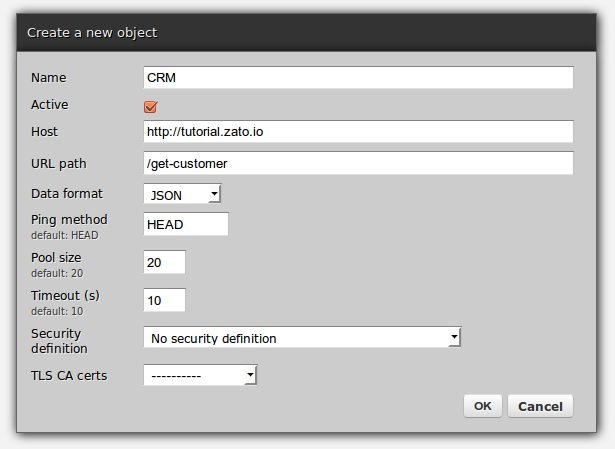 Create a new object
Name CRM
Active
Host http://tutorial.zato.io
URL path /get-customer
Data format JSON
Ping method HEAD
default: HEAD
Pool size 20
default: 20
Timeout (s) 10
default: 10
Security
definition No security definition
TLS CA certs ----------
OK Cancel